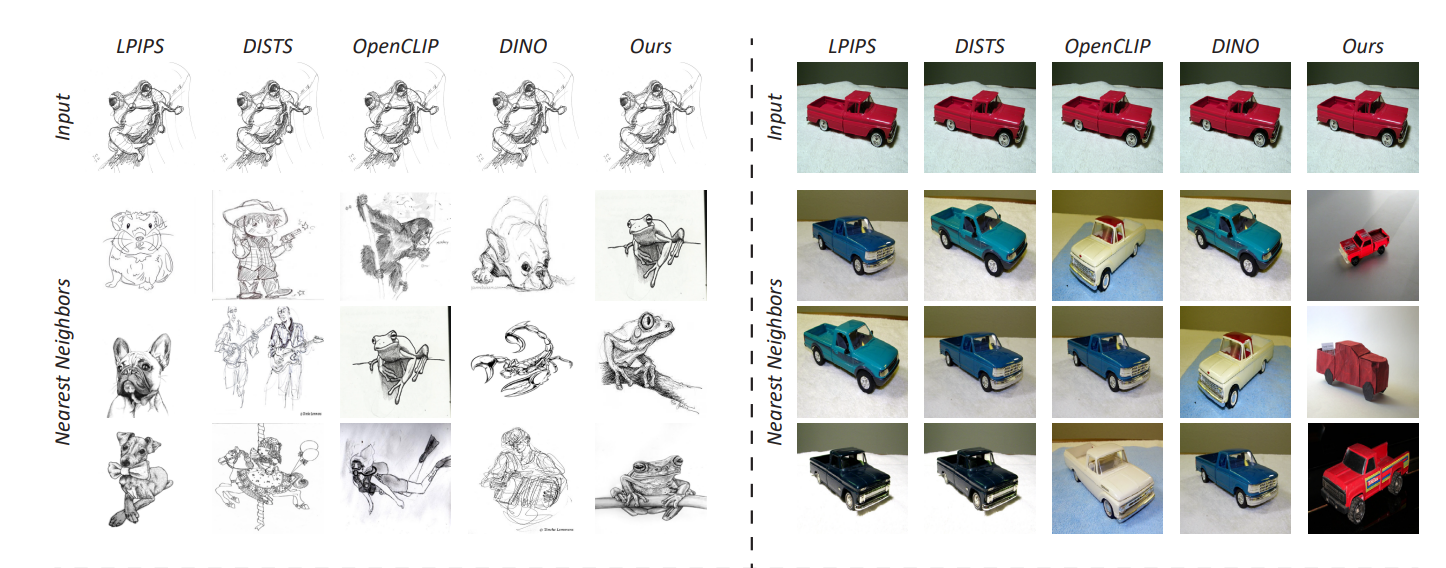 LPIPS DISTS OpenCLIP DINO Ours
Input
Nearest Neighbors
LPIPS DISTS OpenCLIP DINO Ours
Input
Nearest Neighbors